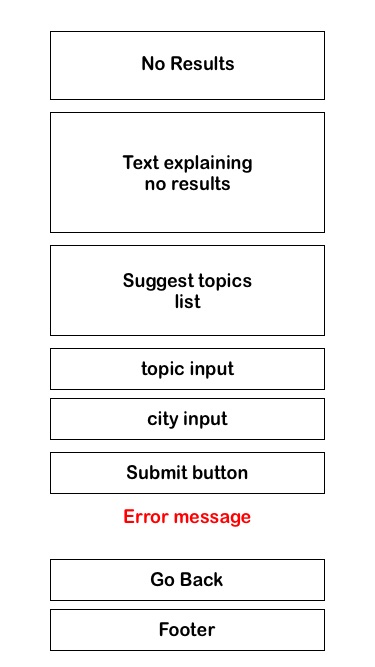 No Results
Text explaining
no results
Suggest topics
list
topic input
city input
Submit button
Error message
Go Back
Footer